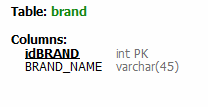 Table: brand
Columns:
idBRAND int PK
BRAND_NAME varchar(45)